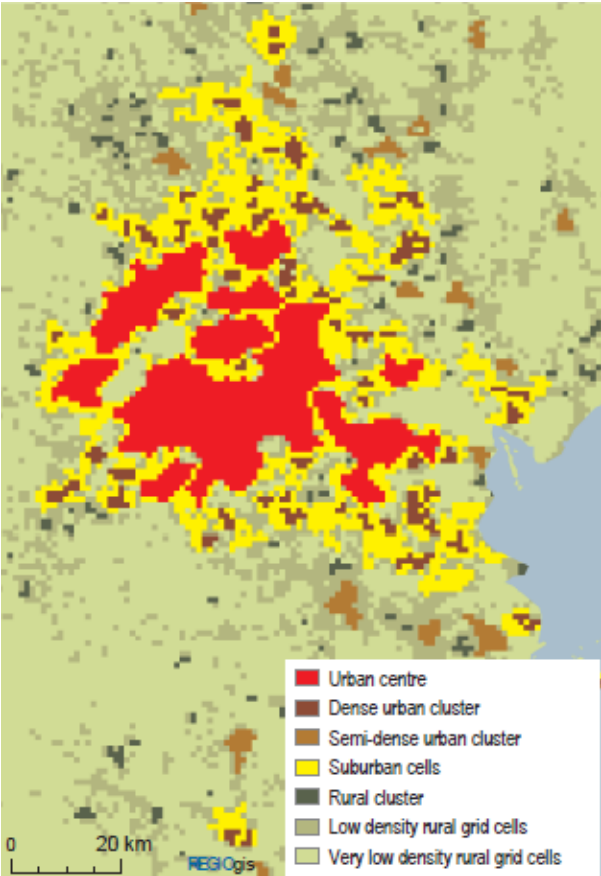 Urban centre
Dense urban cluster
Semi-dense urban cluster
Suburban cells
Rural cluster
Low density rural grid cells
Very low density rural grid cells
0 20 km
REGIOgis